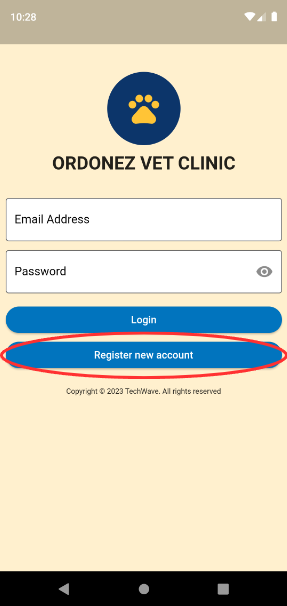 10:28
ORDONEZ VET CLINIC
Email Address
Password
Login
Register new account
Copyright © 2023 TechWave. All rights reserved